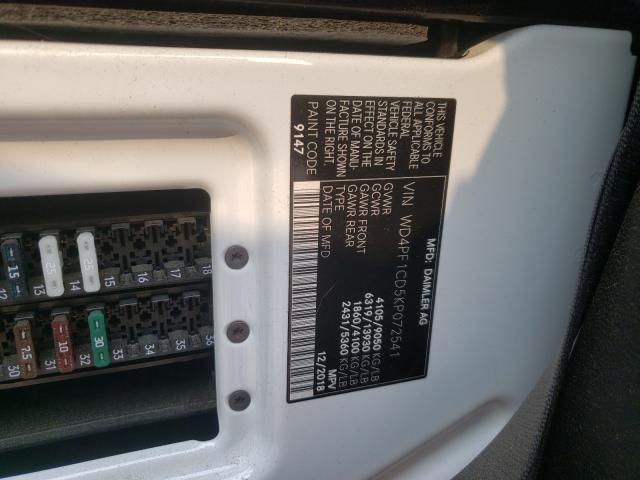 MFD: DAIMLER AG
VIN WD4PF1CD5KP072541
THIS VEHICLE
CONFORMS TO
ALL APPLICABLE
FEDERAL
VEHICLE SAFETY
STANDARDS IN
EFFECT ON THE
DATE OF MANU-
FACTURE SHOWN
ON THE RIGHT.
PAINT CODE
9147
GVWR 4105/9050 KG/LB
GCWR 6319/13930 KG/LB
GAWR FRONT 1860/4100 KG/LB
GAWR REAR 2431/5360 KG/LB
TYPE MPV
DATE OF MFD 12/2018
15 25 25
12 13 14 15 16 17 18
7.5 10 30
30 31 32 33 34 35 36